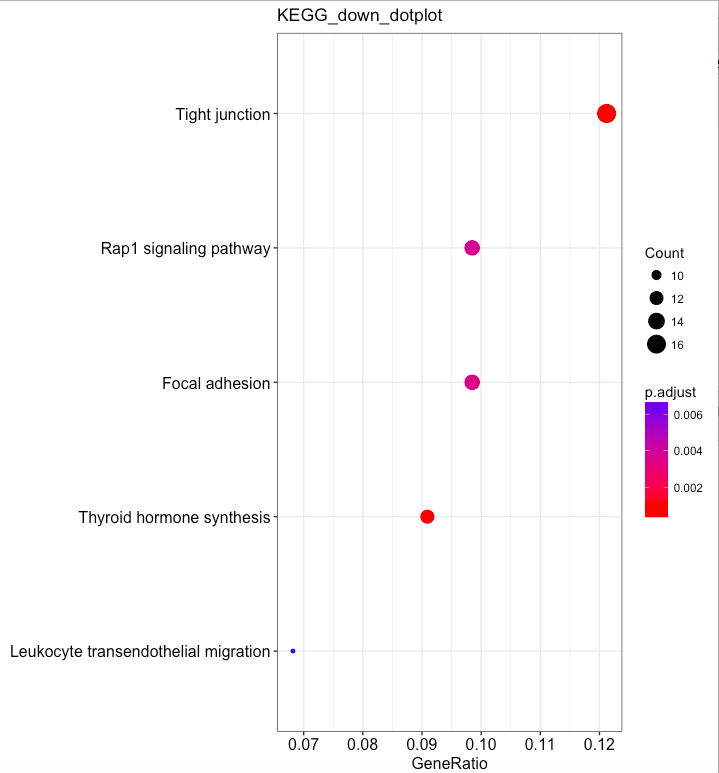 KEGG_down_dotplot
Tight junction
Rap1 signaling pathway
Focal adhesion
Thyroid hormone synthesis
Leukocyte transendothelial migration
0.07 0.08 0.09 0.10 0.11 0.12
GeneRatio
Count
10
12
14
16
p.adjust
0.006
0.004
0.002